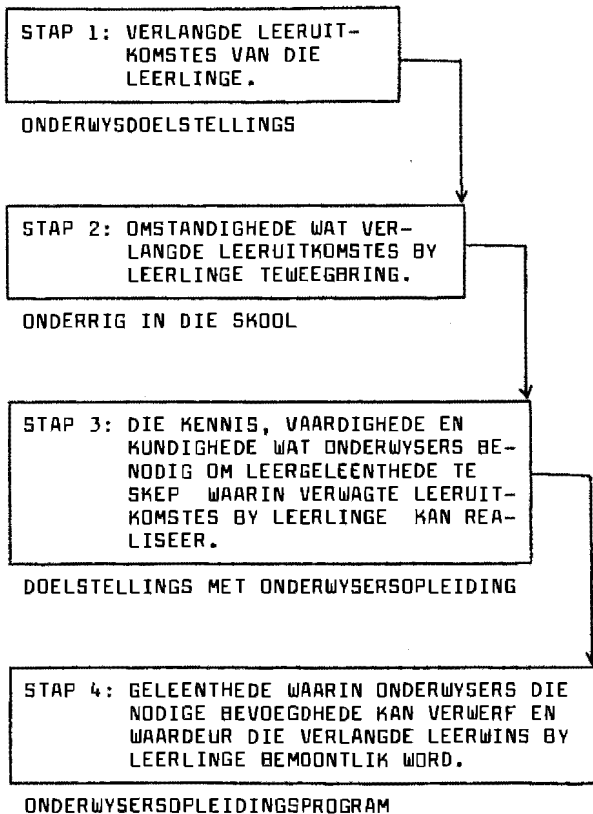 STAP 1: VERLANGDE LEERUIT-
KOMSTES VAN DIE
LEERLINGE.
ONDERWYSDOELSTELLINGS
STAP 2: OMSTANDIGHEDE WAT VER-
LANGDE LEERUITKOMSTES BY
LEERLINGE TEWEEGBRING.
ONDERRIG IN DIE SKOOL
STAP 3: DIE KENNIS, VAARDIGHEDE EN
KUNDIGHEDE WAT ONDERWYSERS BE-
NODIG OM LEERGELEENTHEDE TE
SKEP WAARIN VERWAGTE LEERUIT-
KOMSTES BY LEERLINGE KAN REA-
LISEER.
DOELSTELLINGS MET ONDERWYSERSOPLEIDING
STAP 4: GELEENTHEDE WAARIN ONDERWYSERS DIE
NODIGE BEVOEGDHEDE KAN VERWERF EN
WAARDEUR DIE VERLANGDE LEERWINS BY
LEERLINGE BEMOONTLIK WORD.
ONDERWYSERSOPLEIDINGSPROGRAM